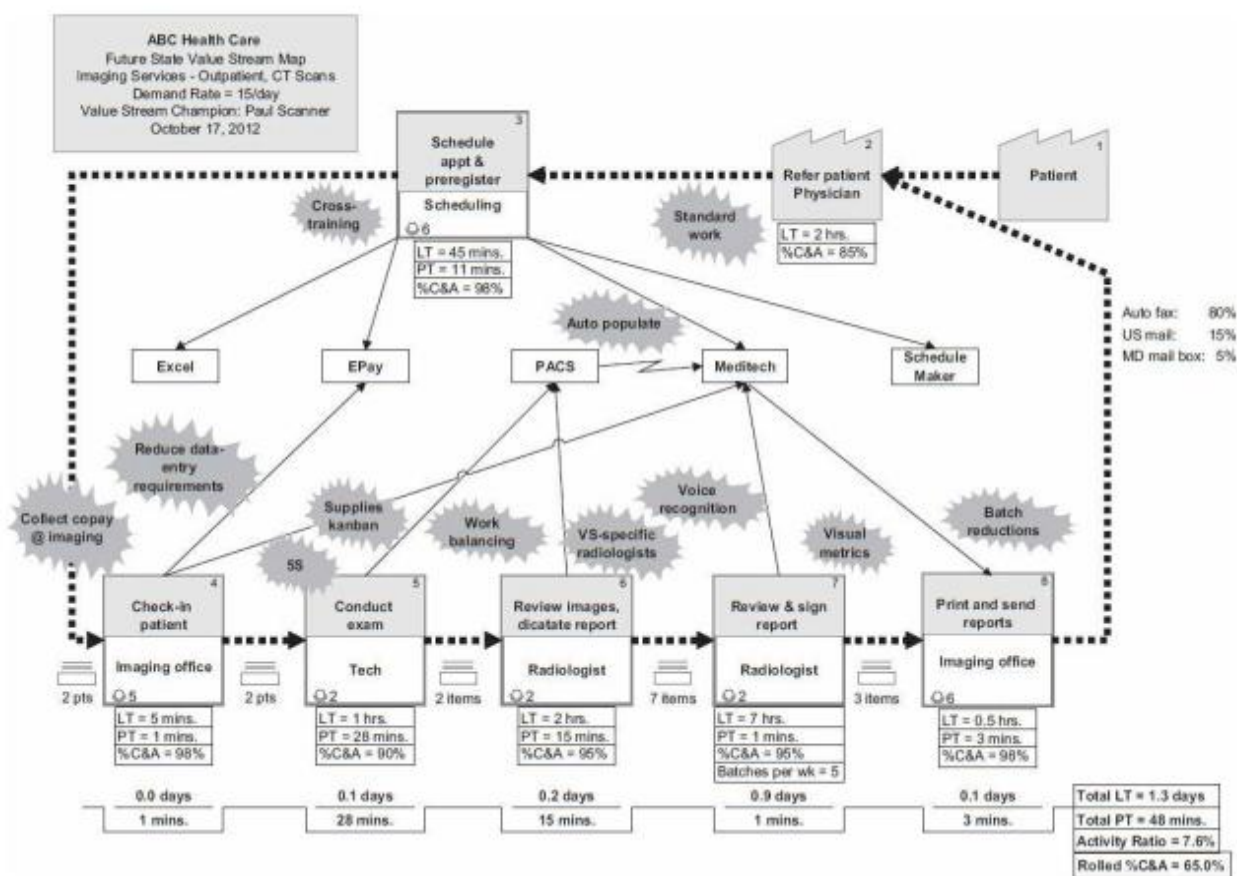 ABC Health Care
Future State Value Stream Map
Imaging Services - Outpatient, CT Scans
Demand Rate = 15/day
Value Stream Champion: Paul Scanner
October 17, 2012
3
Schedule
appt &
preregister
Scheduling
6
LT = 45 mins.
PT = 11 mins.
%C&A = 98%
2
Refer patient
Physician
LT = 2 hrs.
%C&A = 85%
1
Patient
Cross-
training
Standard
work
Auto populate
Auto fax: 80%
US mail: 15%
MD mail box: 5%
Excel
EPay
PACS
Meditech
Schedule
Maker
Reduce data-
entry
requirements
Collect copay
@ imaging
5S
Supplies
kanban
Work
balancing
VS-specific
radiologists
Voice
recognition
Visual
metrics
Batch
reductions
4
Check-in
patient
Imaging office
5
LT = 5 mins.
PT = 1 mins.
%C&A = 98%
5
Conduct
exam
Tech
2
LT = 1 hrs.
PT = 28 mins.
%C&A = 90%
6
Review images,
dicatate report
Radiologist
2
LT = 2 hrs.
PT = 15 mins.
%C&A = 95%
7
Review & sign
report
Radiologist
2
LT = 7 hrs.
PT = 1 mins.
%C&A = 95%
Batches per wk = 5
8
Print and send
reports
Imaging office
6
LT = 0.5 hrs.
PT = 3 mins.
%C&A = 98%
2 pts
2 pts
2 items
7 items
3 items
0.0 days
1 mins.
0.1 days
28 mins.
0.2 days
15 mins.
0.9 days
1 mins.
0.1 days
3 mins.
Total LT = 1.3 days
Total PT = 48 mins.
Activity Ratio = 7.6%
Rolled %C&A = 65.0%